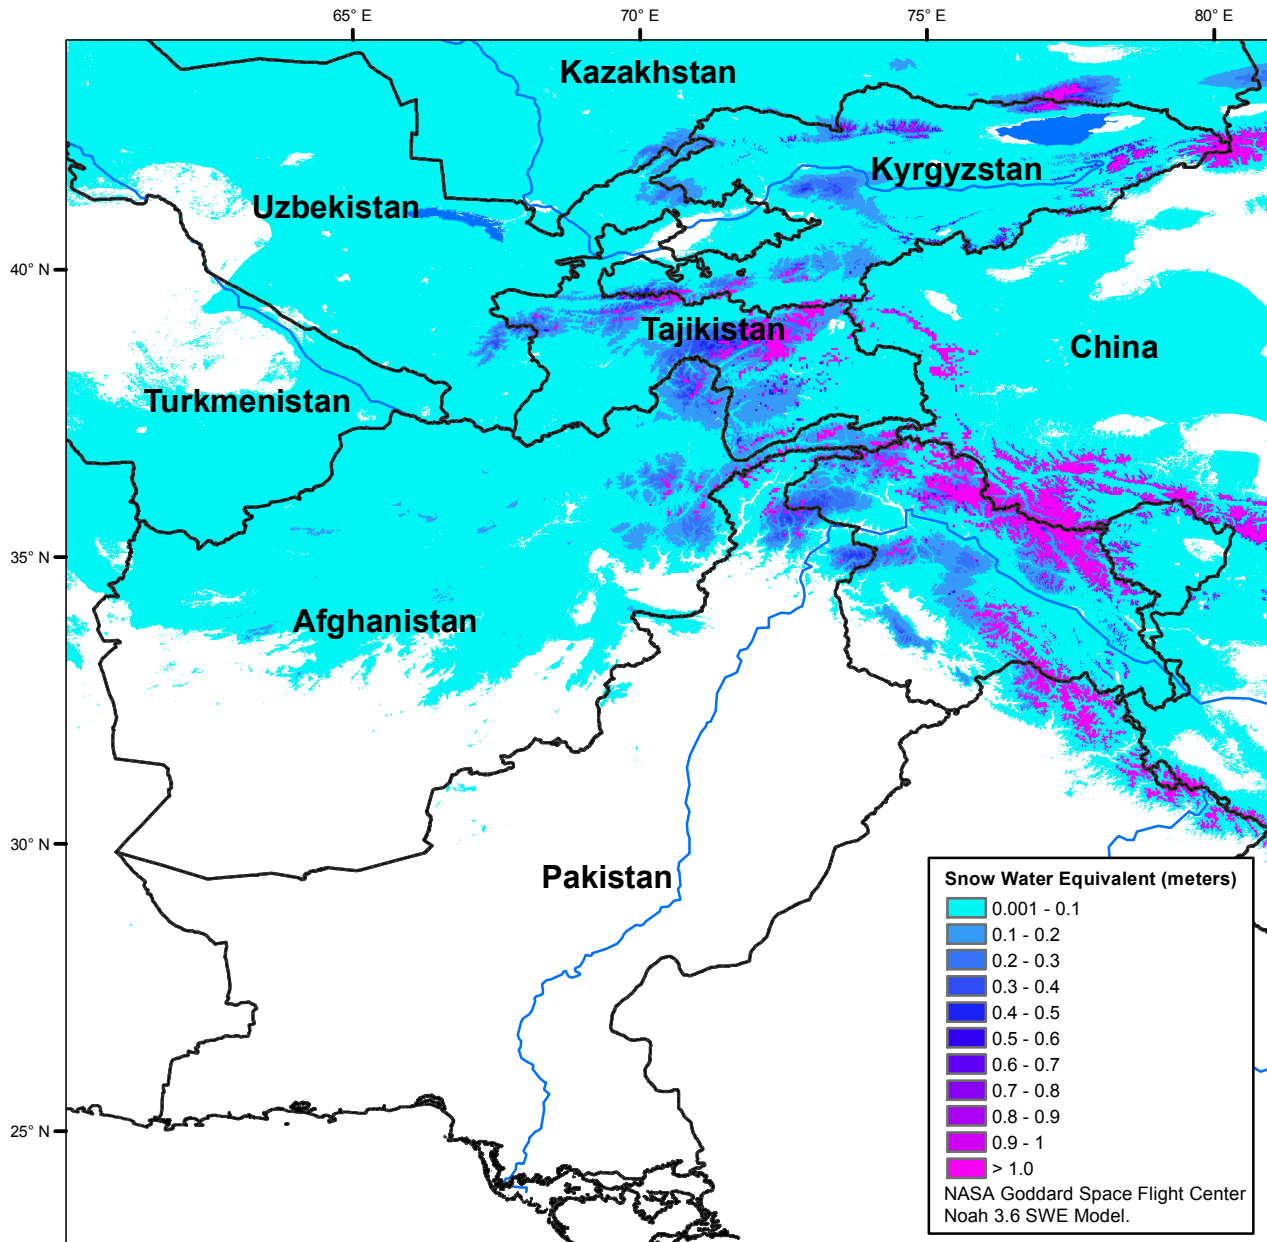 65° E
70° E
75° E
80° E
Kazakhstan
Kyrgyzstan
Uzbekistan
40° N
Tajikistan
China
Turkmenistan
35° N
Afghanistan
30° N
Pakistan
25° N
Snow Water Equivalent (meters)
0.001 - 0.1
0.1 - 0.2
0.2 - 0.3
0.3 - 0.4
0.4 - 0.5
0.5 - 0.6
0.6 - 0.7
0.7 - 0.8
0.8 - 0.9
0.9 - 1
> 1.0
NASA Goddard Space Flight Center
Noah 3.6 SWE Model.